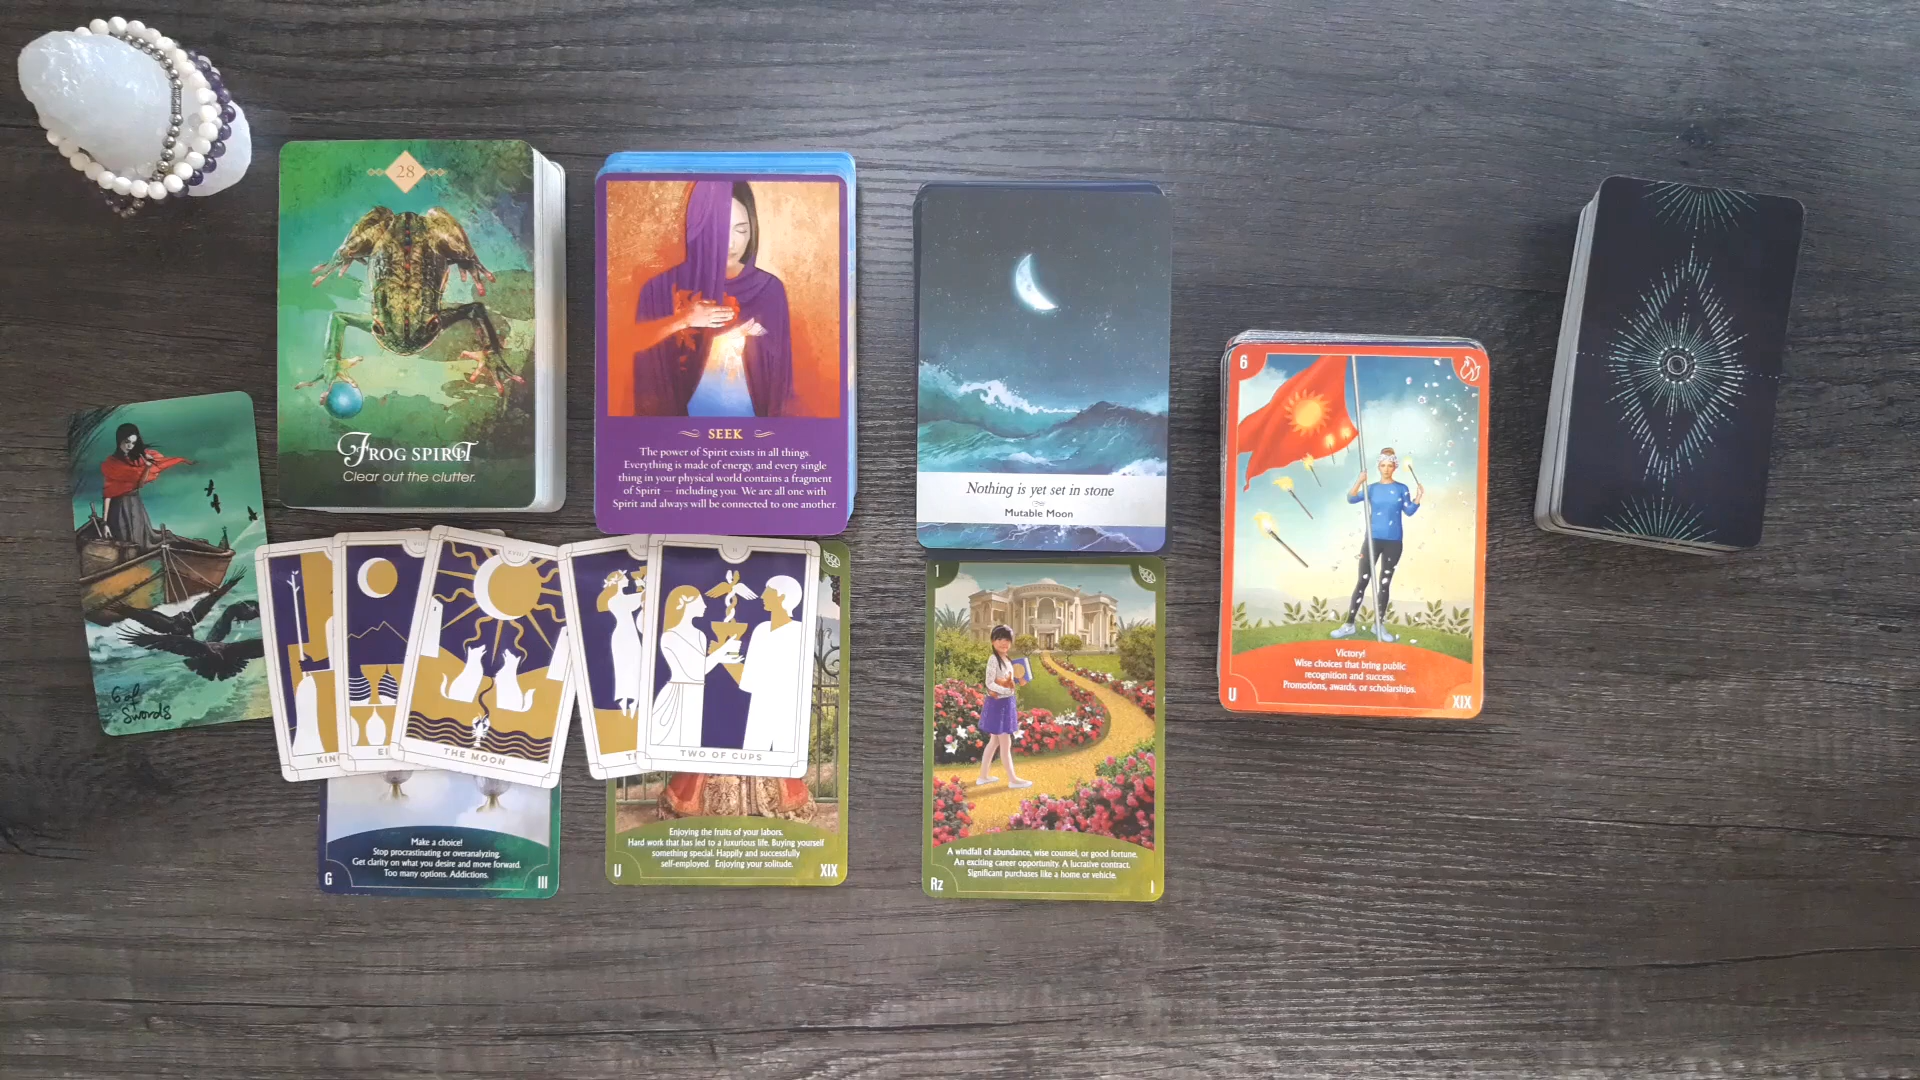 28
FROG SPIRIT
Clear out the clutter.
SEEK
The power of Spirit exists in all things.
Everything is made of energy, and every single
thing in your physical world contains a fragment
of Spirit — including you. We are all one with
Spirit and always will be connected to one another.
Nothing is yet set in stone
Mutable Moon
6
Victory!
Wise choices that bring public
recognition and success.
Promotions, awards, or scholarships.
U
XIX
6 of
Swords
KIN
EI
XVIII
THE MOON
T
II
TWO OF CUPS
Make a choice!
Stop procrastinating or overanalyzing.
Get clarity on what you desire and move forward.
Too many options. Addictions.
G
III
Enjoying the fruits of your labors.
Hard work that has led to a luxurious life. Buying yourself
something special. Happily and successfully
self-employed. Enjoying your solitude.
U
XIX
1
A windfall of abundance, wise counsel, or good fortune.
An exciting career opportunity. A lucrative contract.
Significant purchases like a home or vehicle.
Rz
I